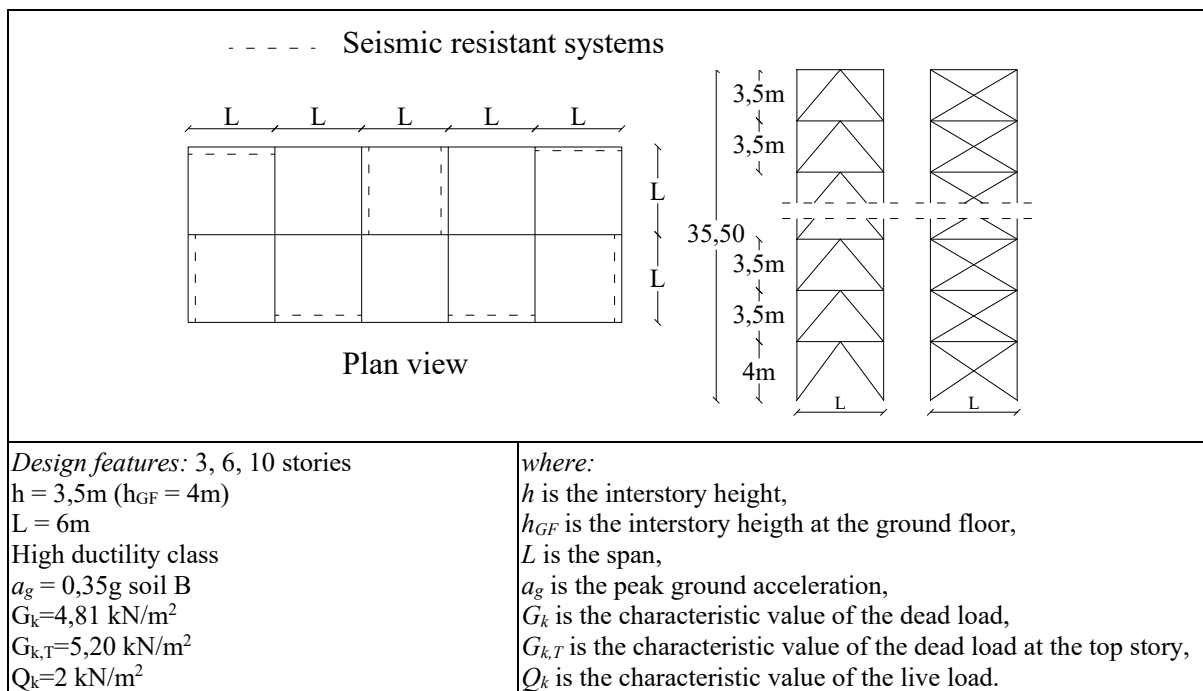 Seismic resistant systems
L L L L L
L
L
Plan view
35,50
3,5m
3,5m
3,5m
3,5m
4m
L L
Design features: 3, 6, 10 stories
h = 3,5m (hGF = 4m)
L = 6m
High ductility class
ag = 0,35g soil B
Gk=4,81 kN/m²
Gk,T=5,20 kN/m²
Qk=2 kN/m²
where:
h is the interstory height,
hGF is the interstory heigth at the ground floor,
L is the span,
ag is the peak ground acceleration,
Gk is the characteristic value of the dead load,
Gk,T is the characteristic value of the dead load at the top story,
Qk is the characteristic value of the live load.